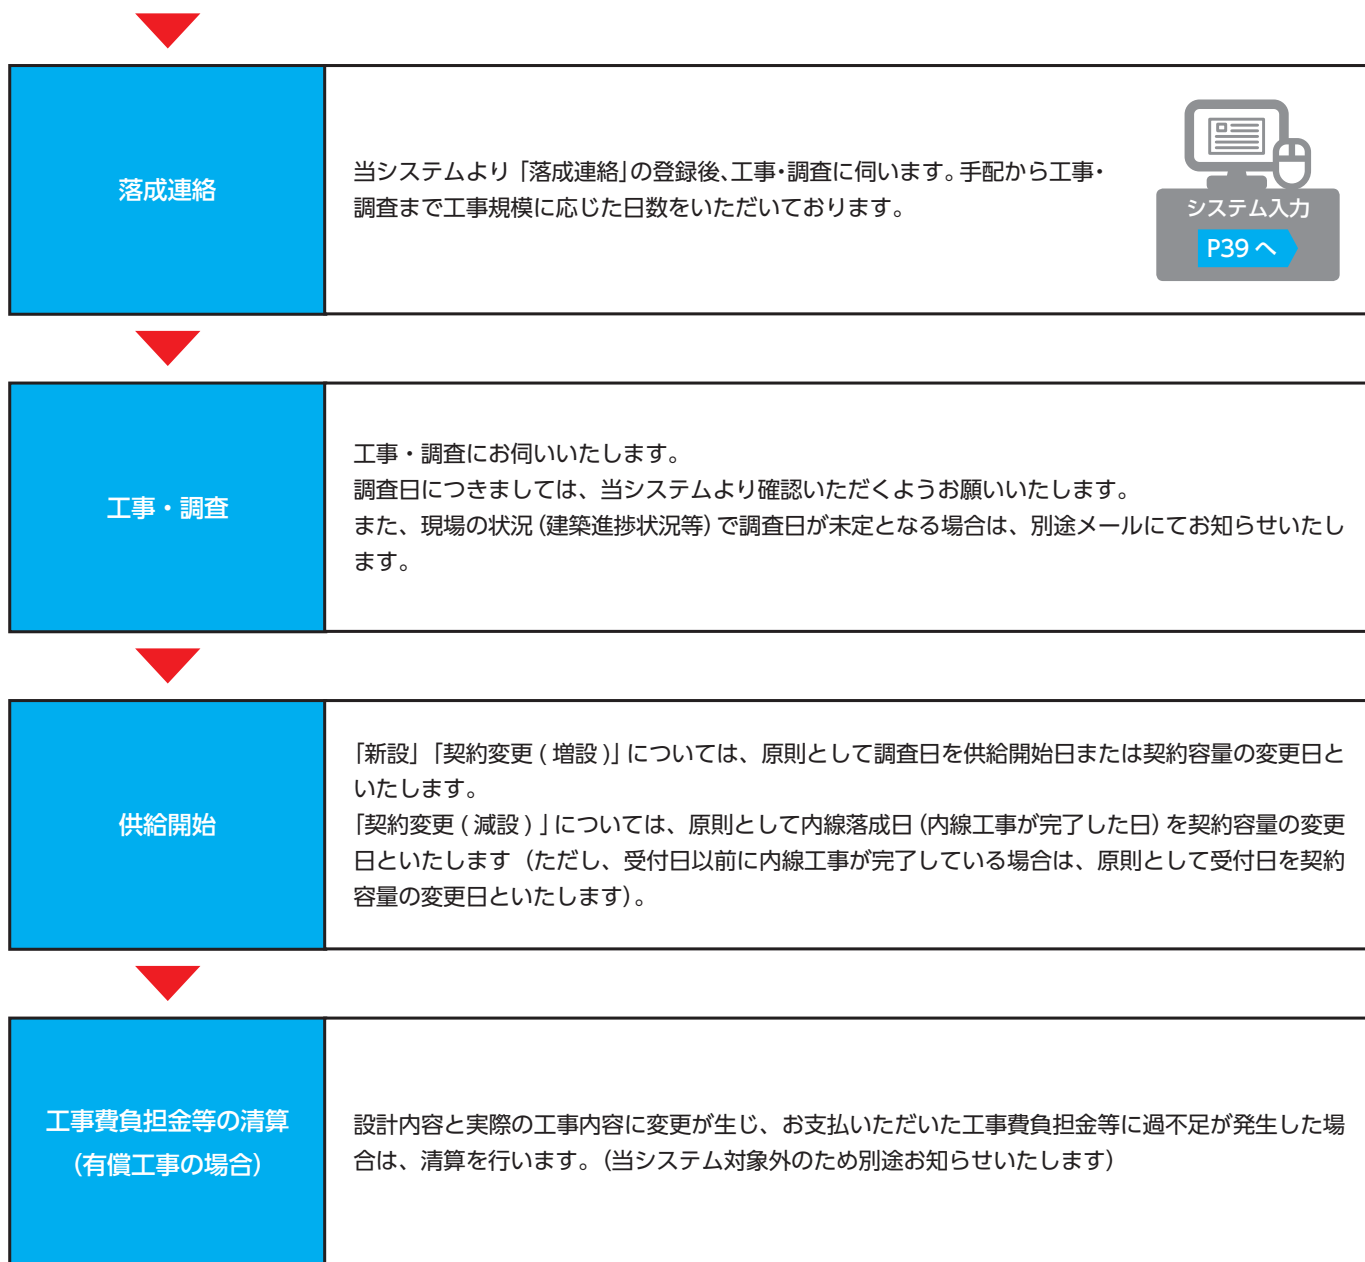 落成連絡
当システムより「落成連絡」の登録後、工事・調査に伺います。手配から工事・
調査まで工事規模に応じた日数をいただいております。
システム入力
P39 へ
工事・調査
工事・調査にお伺いいたします。
調査日につきましては、当システムより確認いただくようお願いいたします。
また、現場の状況（建築進捗状況等）で調査日が未定となる場合は、別途メールにてお知らせいたし
ます。
供給開始
「新設」「契約変更 ( 増設 )」については、原則として調査日を供給開始日または契約容量の変更日と
いたします。
「契約変更 ( 減設 ) 」については、原則として内線落成日（内線工事が完了した日）を契約容量の変更
日といたします（ただし、受付日以前に内線工事が完了している場合は、原則として受付日を契約
容量の変更日といたします）。
工事費負担金等の清算
（有償工事の場合）
設計内容と実際の工事内容に変更が生じ、お支払いただいた工事費負担金等に過不足が発生した場
合は、清算を行います。（当システム対象外のため別途お知らせいたします）